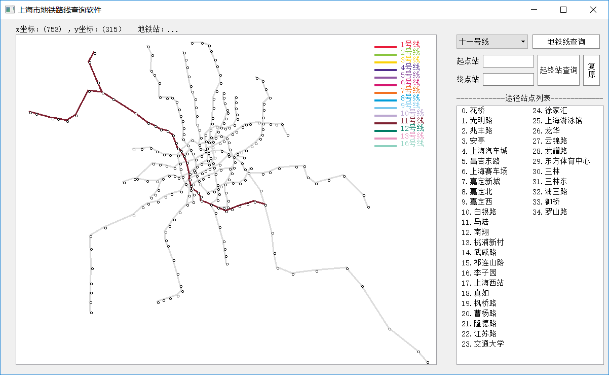 上海市地铁路线查询软件
x坐标：(753) , y坐标：(315)  地铁站：...
1号线
2号线
3号线
4号线
5号线
6号线
7号线
8号线
9号线
10号线
11号线
12号线
13号线
16号线
十一号线 地铁线查询
起点站
终点站
起终站查询
复原
途径站点列表
0. 花桥
1. 光明路
2. 兆丰路
3. 安亭
4. 上海汽车城
5. 昌吉东路
6. 上海赛车场
7. 嘉定新城
8. 嘉定北
9. 嘉定西
10. 白银路
11. 马陆
12. 南翔
13. 桃浦新村
14. 武威路
15. 祁连山路
16. 李子园
17. 上海西站
18. 真如
19. 枫桥路
20. 曹杨路
21. 隆德路
22. 江苏路
23. 交通大学
24. 徐家汇
25. 上海游泳馆
26. 龙华
27. 云锦路
28. 龙耀路
29. 东方体育中心
30. 三林
31. 三林东
32. 浦三路
33. 御桥
34. 罗山路